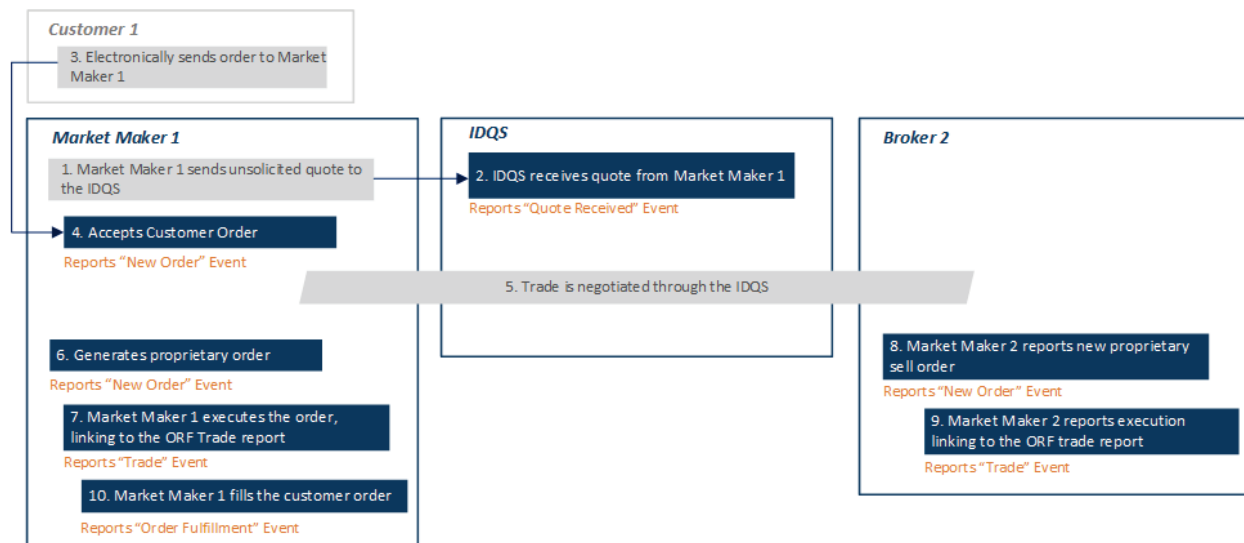 Customer 1
3. Electronically sends order to Market
Maker 1
Market Maker 1
1. Market Maker 1 sends unsolicited quote to
the IDQS
4. Accepts Customer Order
Reports "New Order" Event
IDQS
2. IDQS receives quote from Market Maker 1
Reports "Quote Received" Event
Broker 2
5. Trade is negotiated through the IDQS
6. Generates proprietary order
Reports "New Order" Event
7. Market Maker 1 executes the order,
linking to the ORF Trade report
Reports "Trade" Event
10. Market Maker 1 fills the customer order
Reports "Order Fulfillment" Event
8. Market Maker 2 reports new proprietary
sell order
Reports "New Order" Event
9. Market Maker 2 reports execution
linking to the ORF trade report
Reports "Trade" Event